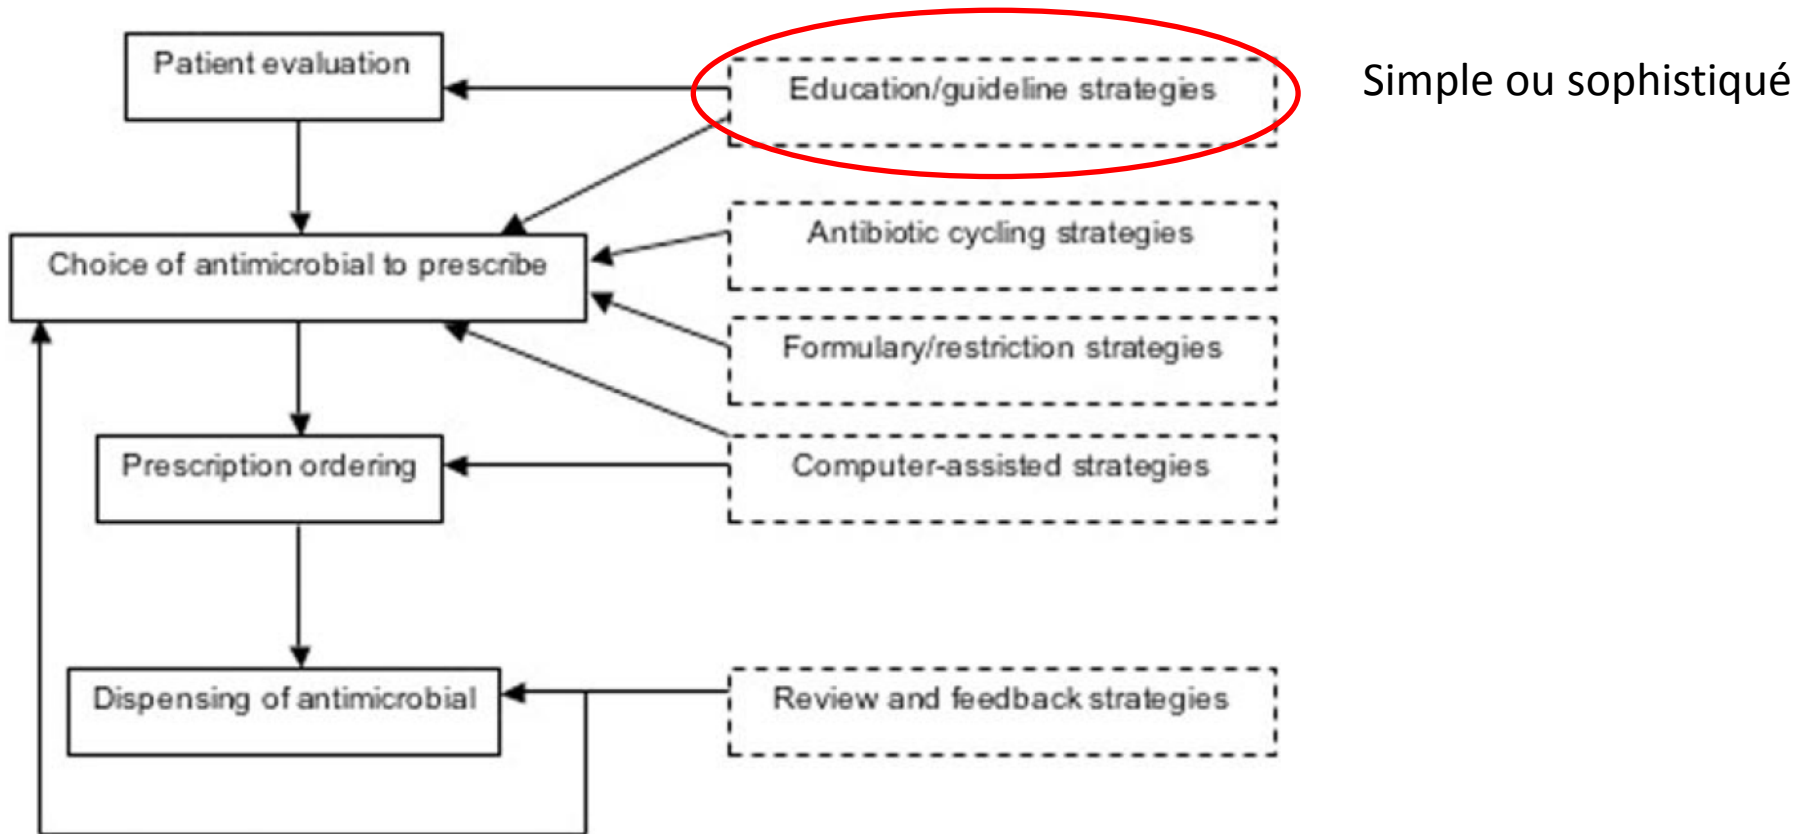 Patient evaluation
Education/guideline strategies
Simple ou sophistiqué
Antibiotic cycling strategies
Choice of antimicrobial to prescribe
Formulary/restriction strategies
Prescription ordering
Computer-assisted strategies
Dispensing of antimicrobial
Review and feedback strategies